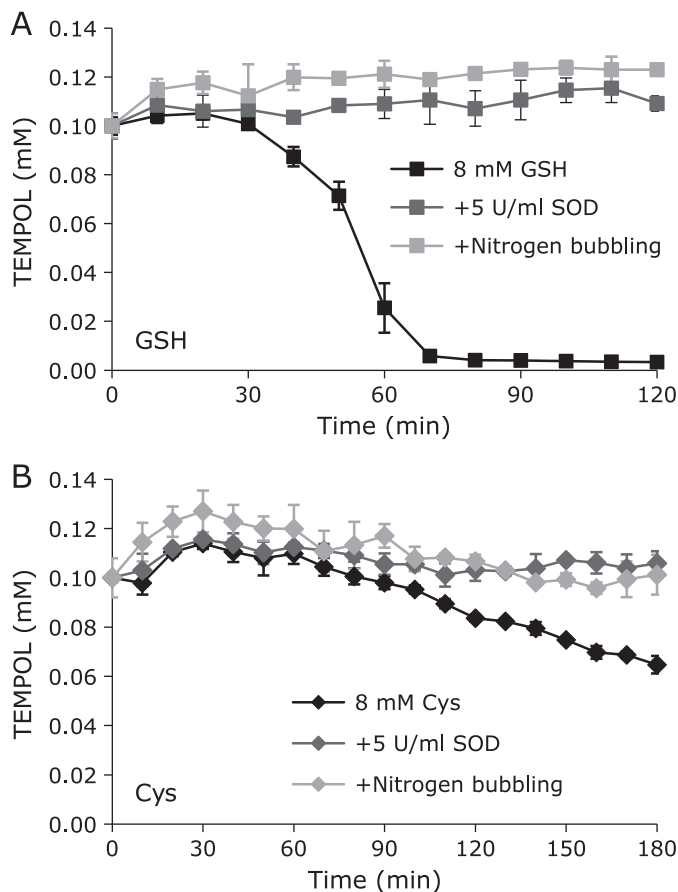 A
0.14
0.12
0.10
0.08
0.06
0.04
0.02
0.00
TEMPOL (mM)
8 mM GSH
+5 U/ml SOD
+Nitrogen bubbling
GSH
0 30 60 90 120
Time (min)
B
0.14
0.12
0.10
0.08
0.06
0.04
0.02
0.00
TEMPOL (mM)
8 mM Cys
+5 U/ml SOD
+Nitrogen bubbling
Cys
0 30 60 90 120 150 180
Time (min)